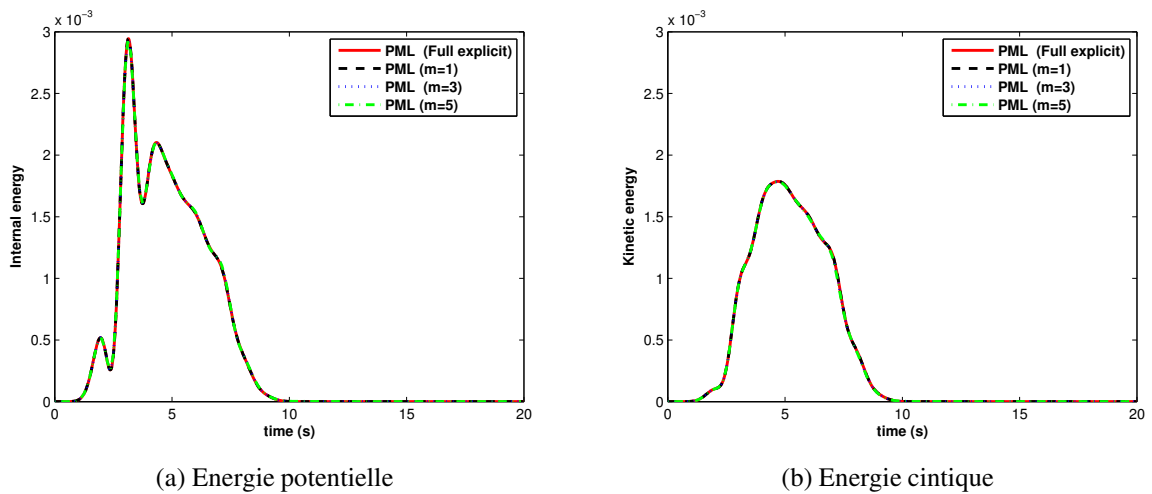 x 10⁻³
3
2.5
2
1.5
1
0.5
0
0 5 10 15 20
Internal energy
time (s)
PML (Full explicit)
PML (m=1)
PML (m=3)
PML (m=5)
(a) Energie potentielle
x 10⁻³
3
2.5
2
1.5
1
0.5
0
0 5 10 15 20
Kinetic energy
time (s)
PML (Full explicit)
PML (m=1)
PML (m=3)
PML (m=5)
(b) Energie cintique